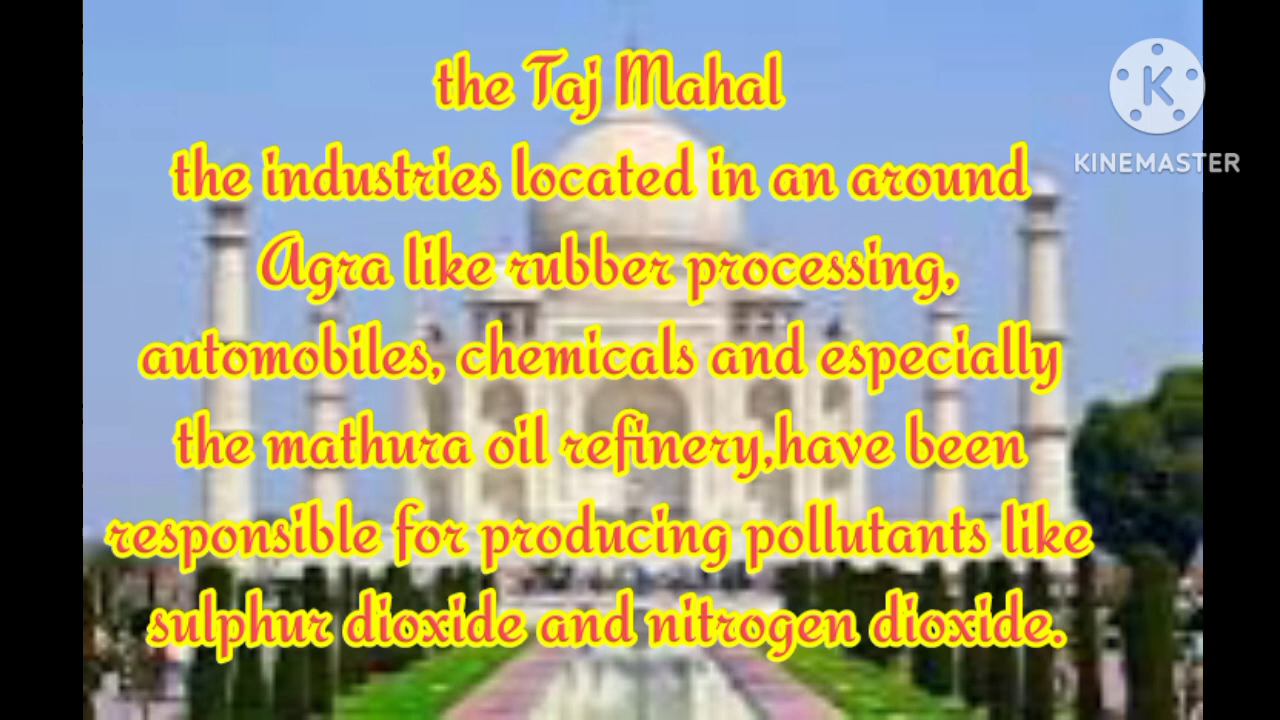 the Taj Mahal
the industries located in an around
Agra like rubber processing,
automobiles, chemicals and especially
the mathura oil refinery,have been
responsible for producing pollutants like
sulphur dioxide and nitrogen dioxide.
K
KINEMASTER